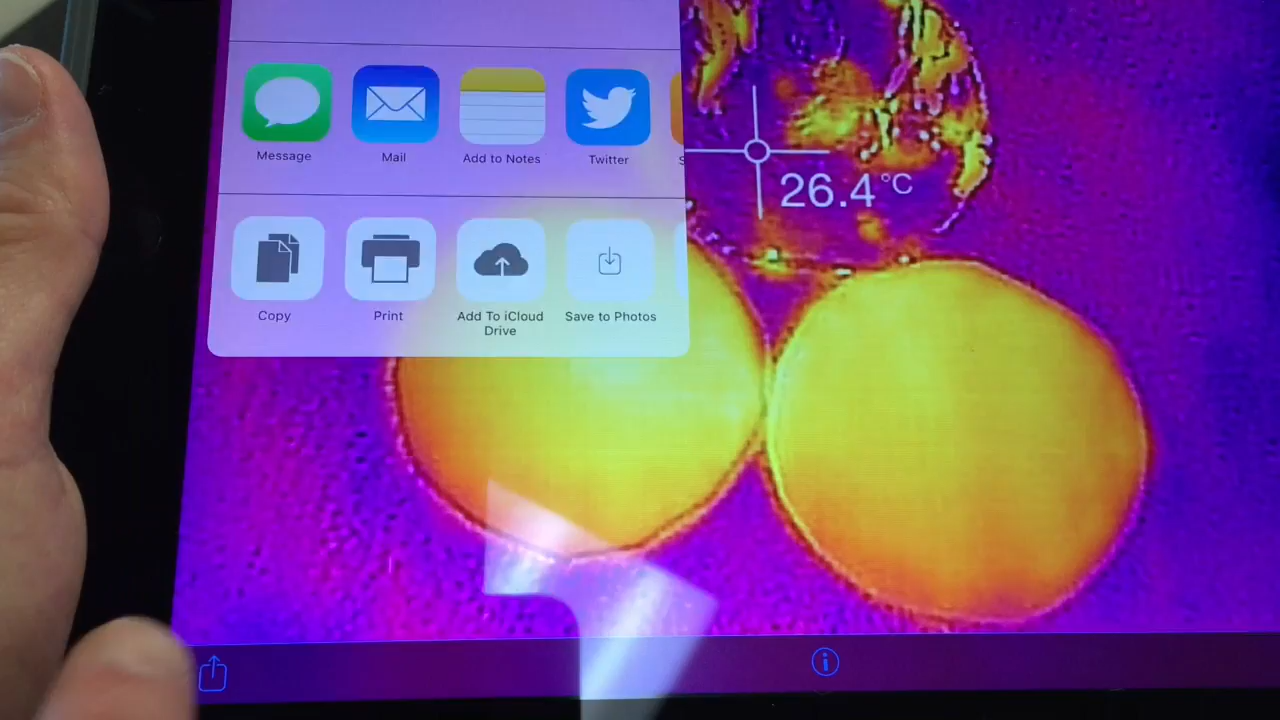 Message
Mail
Add to Notes
Twitter
S
26.4°C
Copy
Print
Add To iCloud
Drive
Save to Photos